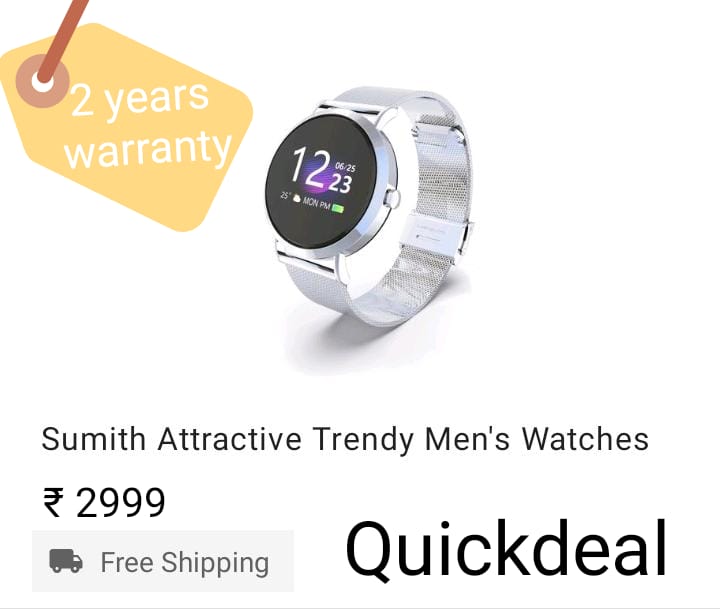 2 years
warranty
12 06/25
23
25° MON PM
Sumith Attractive Trendy Men's Watches
₹ 2999
Free Shipping
Quickdeal